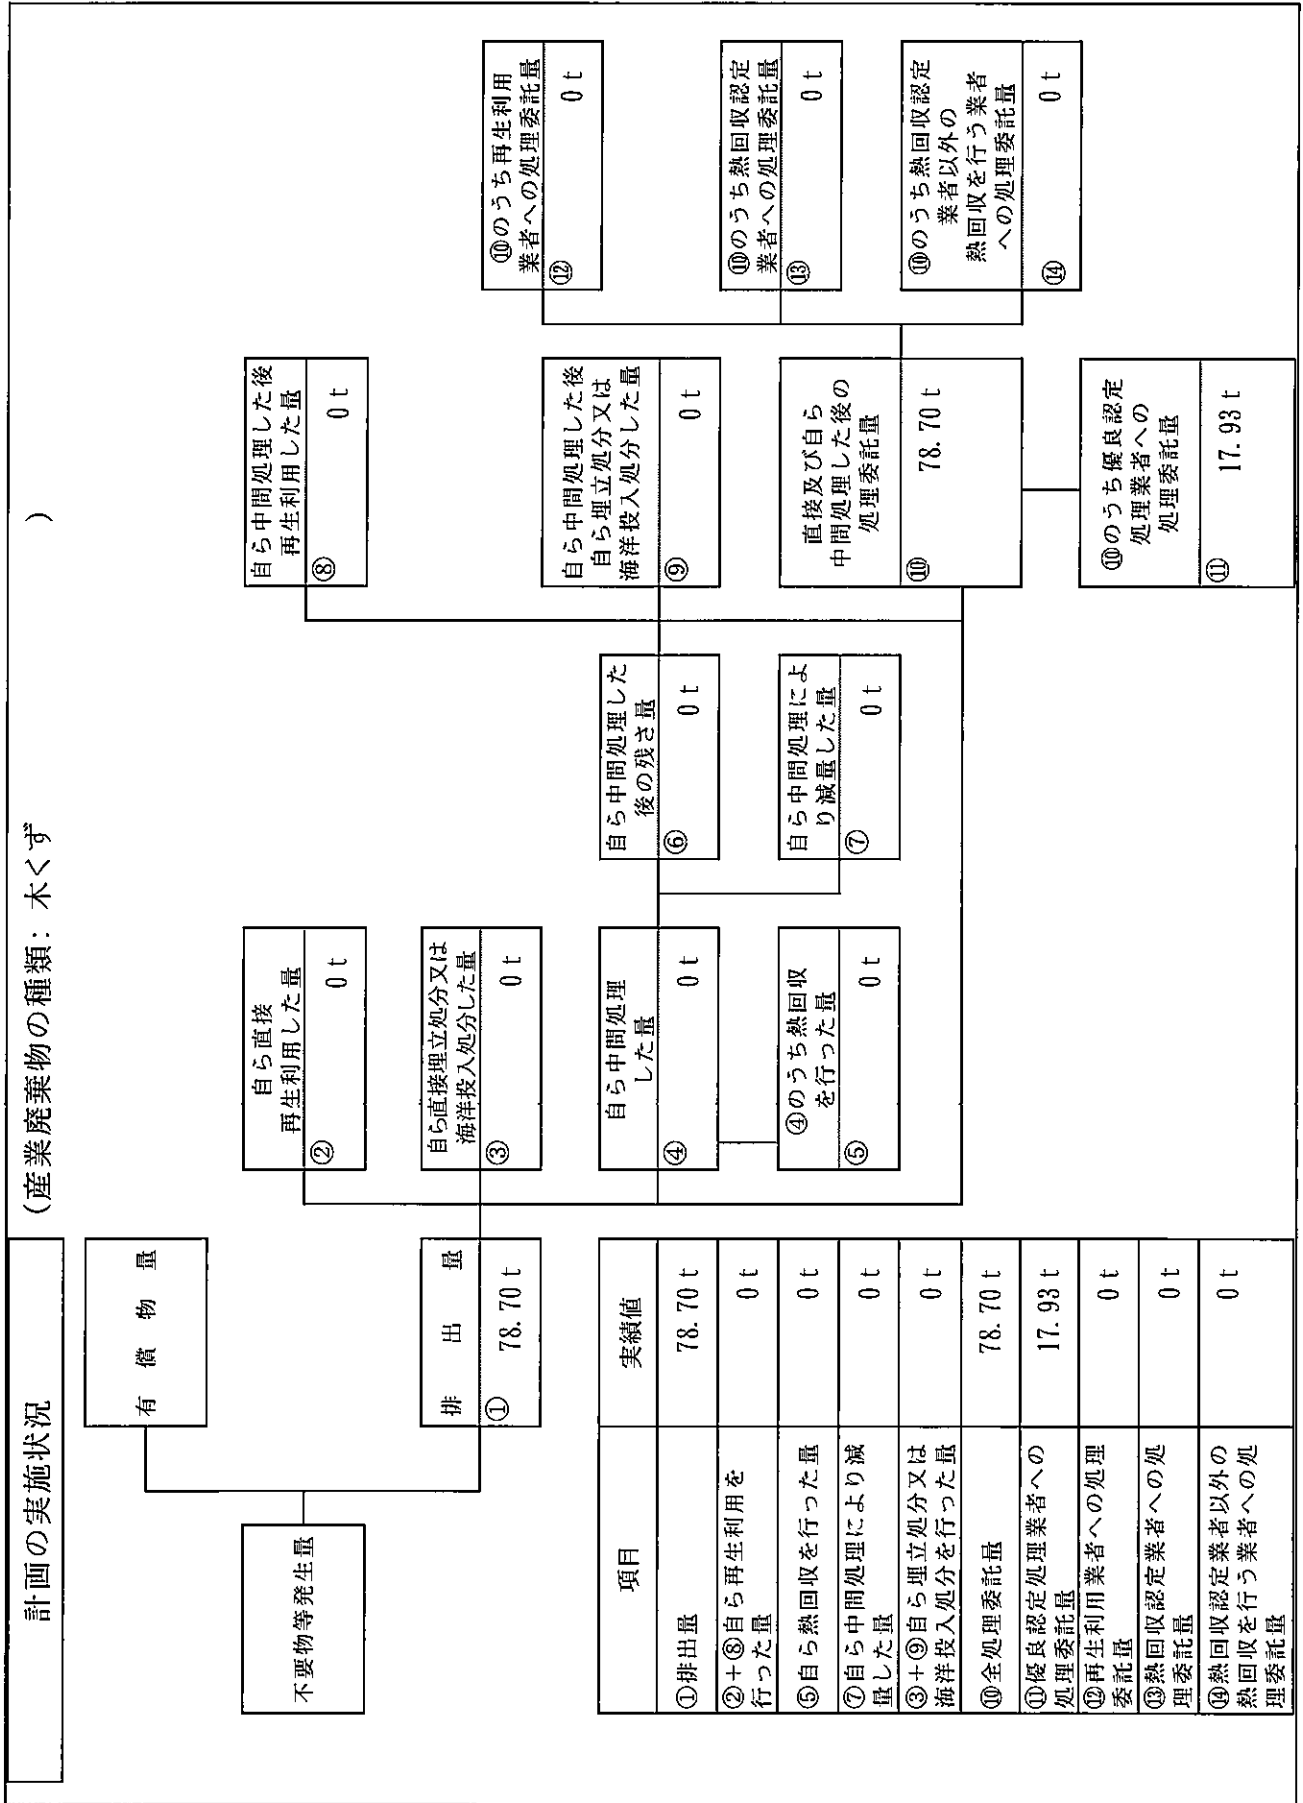 計画の実施状況
（産業廃棄物の種類：木くず　　　　　　　）
不要物等発生量
有償物量
排出量
① 78.70 t
自ら直接
再生利用した量
② 0 t
自ら直接埋立処分又は
海洋投入処分した量
③ 0 t
自ら中間処理
した量
④ 0 t
④のうち熱回収
を行った量
⑤ 0 t
自ら中間処理した
後の残さ量
⑥ 0 t
自ら中間処理によ
り減量した量
⑦ 0 t
自ら中間処理した後
再生利用した量
⑧ 0 t
自ら中間処理した後
自ら埋立処分又は
海洋投入処分した量
⑨ 0 t
直接及び自ら
中間処理した後の
処理委託量
⑩ 78.70 t
⑩のうち優良認定
処理業者への
処理委託量
⑪ 17.93 t
⑩のうち再生利用
業者への処理委託量
⑫ 0 t
⑩のうち熱回収認定
業者への処理委託量
⑬ 0 t
⑩のうち熱回収認定
業者以外の
熱回収を行う業者
への処理委託量
⑭ 0 t
項目 実績値
①排出量 78.70 t
②+⑧自ら再生利用を
行った量 0 t
⑤自ら熱回収を行った量 0 t
⑦自ら中間処理により減
量した量 0 t
③+⑨自ら埋立処分又は
海洋投入処分を行った量 0 t
⑩全処理委託量 78.70 t
⑪優良認定処理業者への
処理委託量 17.93 t
⑫再生利用業者への処理
委託量 0 t
⑬熱回収認定業者への処
理委託量 0 t
⑭熱回収認定業者以外の
熱回収を行う業者への処
理委託量 0 t